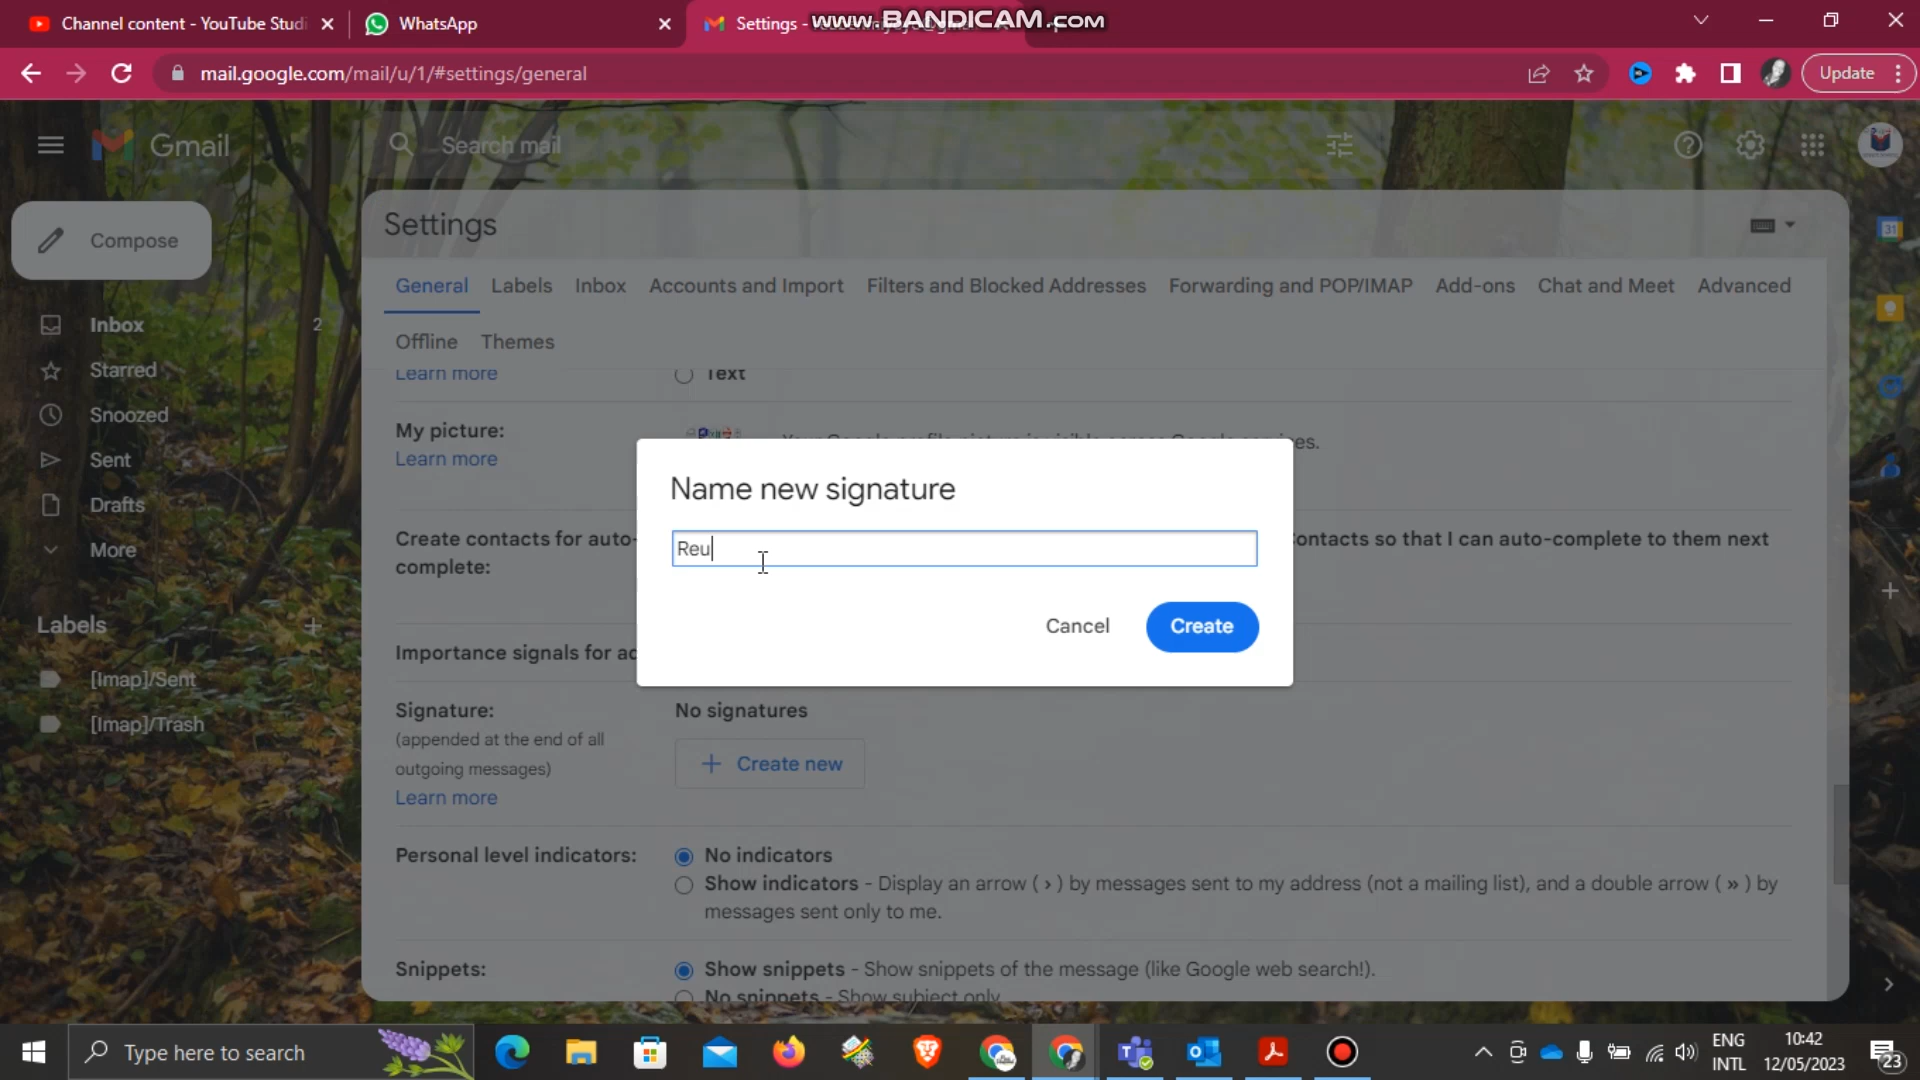 Channel content - YouTube Studi
WhatsApp
Settings -
www.BANDICAM.com
mail.google.com/mail/u/1/#settings/general
Update
Gmail
Search mail
Compose
Settings
General Labels Inbox Accounts and Import Filters and Blocked Addresses Forwarding and POP/IMAP Add-ons Chat and Meet Advanced
Offline Themes
Inbox 2
Starred
Snoozed
Sent
Drafts
More
Labels
[Imap]/Sent
[Imap]/Trash
Learn more
Text
My picture:
Learn more
Name new signature
Reu
Cancel
Create
Create contacts for auto-
complete:
ontacts so that I can auto-complete to them next
Importance signals for ad
Signature:
(appended at the end of all
outgoing messages)
Learn more
No signatures
Create new
Personal level indicators:
No indicators
Show indicators - Display an arrow ( › ) by messages sent to my address (not a mailing list), and a double arrow ( » ) by
messages sent only to me.
Snippets:
Show snippets - Show snippets of the message (like Google web search!).
No snippets - Show subject only
31
Type here to search
ENG
INTL
10:42
12/05/2023
23